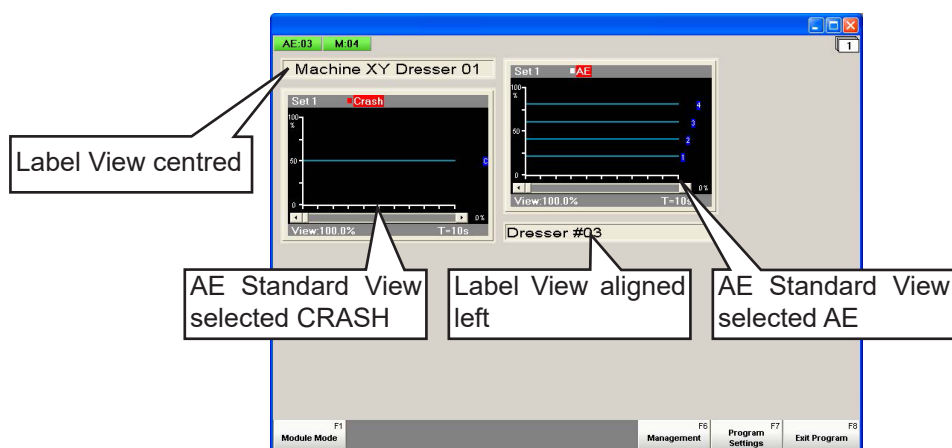 AE:03 M:04
1
Machine XY Dresser 01
Set 1 Crash
100
%
50
C
0
0%
View:100.0% T=10s
Set 1 AE
100
%
4
3
50
2
1
0
0%
View:100.0% T=10s
Dresser #03
Label View centred
AE Standard View
selected CRASH
Label View aligned
left
AE Standard View
selected AE
F1
Module Mode
F6
Management
F7
Program
Settings
F8
Exit Program